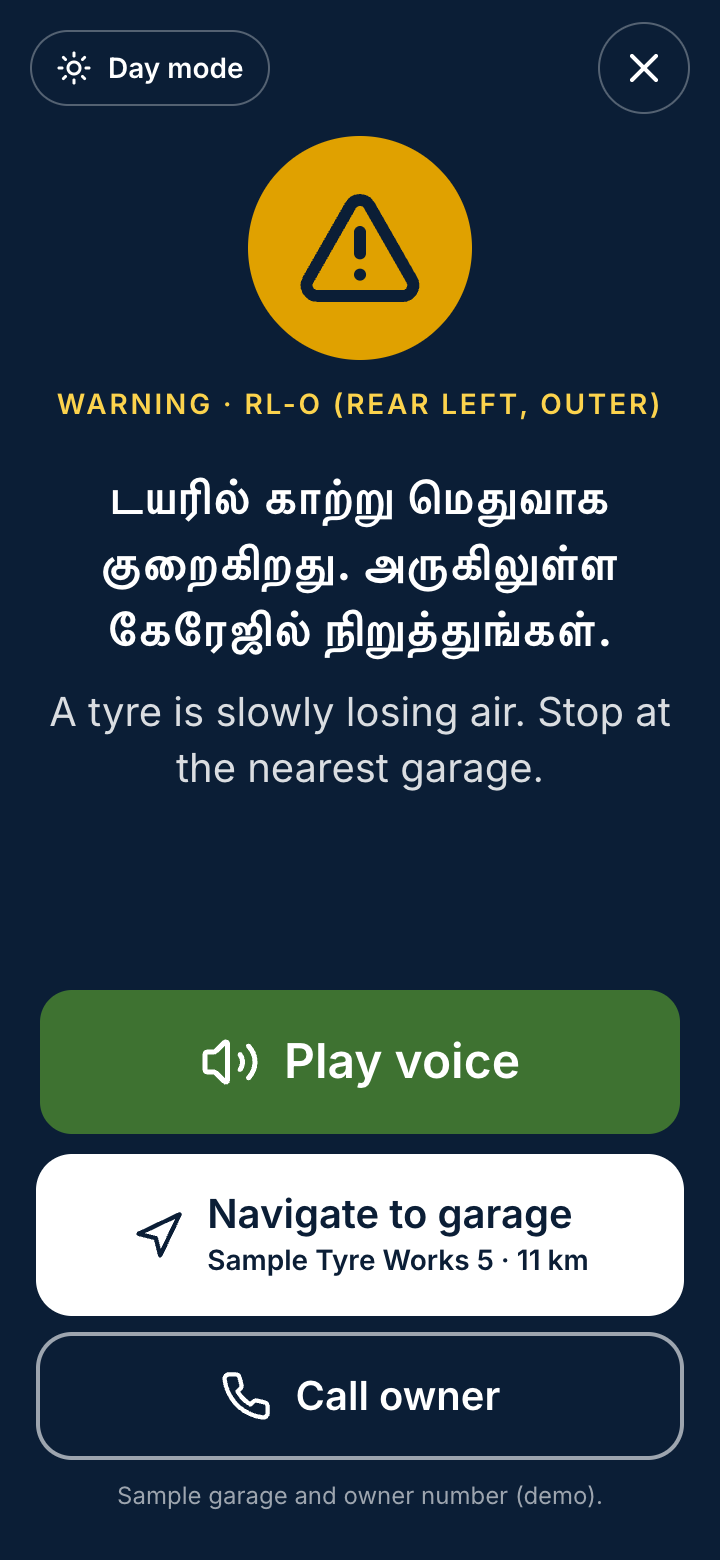 Day mode
WARNING · RL-O (REAR LEFT, OUTER)
டயரில் காற்று மெதுவாக
குறைகிறது. அருகிலுள்ள
கேரேஜில் நிறுத்துங்கள்.
A tyre is slowly losing air. Stop at
the nearest garage.
Play voice
Navigate to garage
Sample Tyre Works 5 · 11 km
Call owner
Sample garage and owner number (demo).